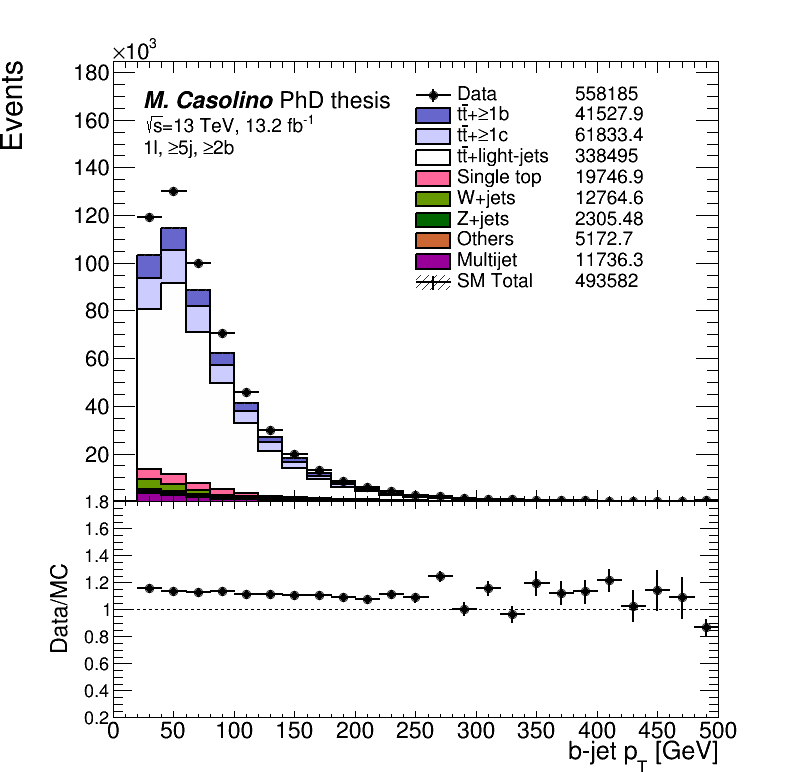 ×10³
Events
180
160
140
120
100
80
60
40
20
M. Casolino PhD thesis
√s=13 TeV, 13.2 fb⁻¹
1l, ≥5j, ≥2b
Data 558185
tt̄+≥1b 41527.9
tt̄+≥1c 61833.4
tt̄+light-jets 338495
Single top 19746.9
W+jets 12764.6
Z+jets 2305.48
Others 5172.7
Multijet 11736.3
SM Total 493582
Data/MC
1.8
1.6
1.4
1.2
1
0.8
0.6
0.4
0.2
0 50 100 150 200 250 300 350 400 450 500
b-jet p_T [GeV]